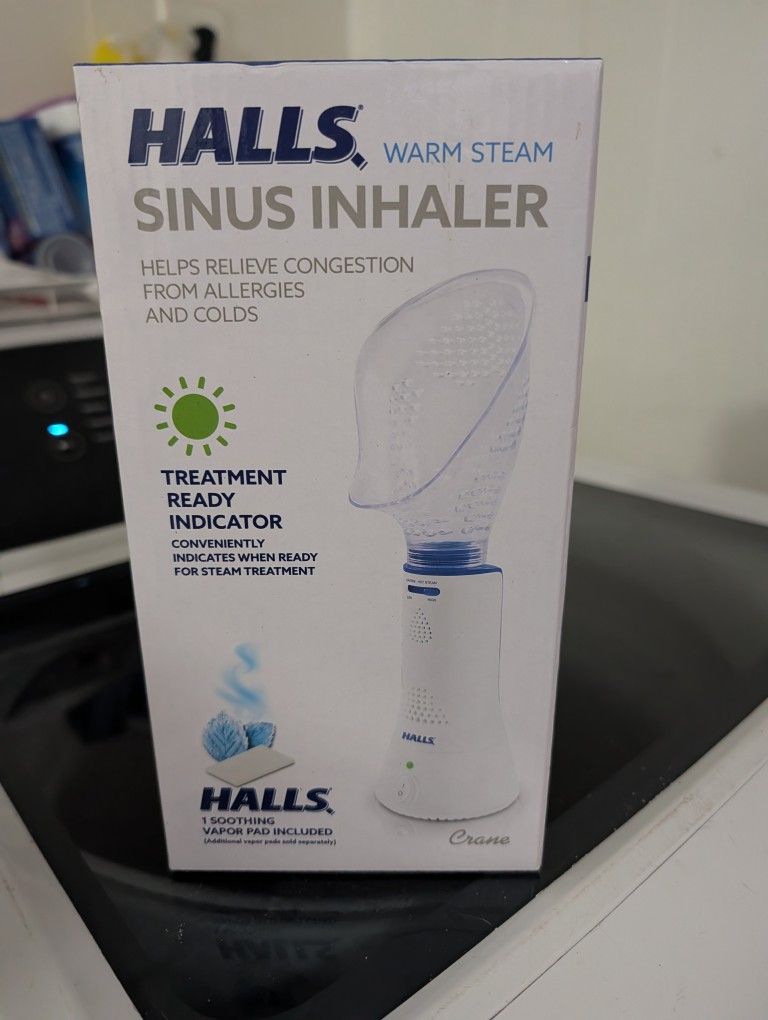 HALLS® WARM STEAM
SINUS INHALER
HELPS RELIEVE CONGESTION
FROM ALLERGIES
AND COLDS
TREATMENT
READY
INDICATOR
CONVENIENTLY
INDICATES WHEN READY
FOR STEAM TREATMENT
HALLS
HALLS
1 SOOTHING
VAPOR PAD INCLUDED
(Additional vapor pads sold separately)
Crane